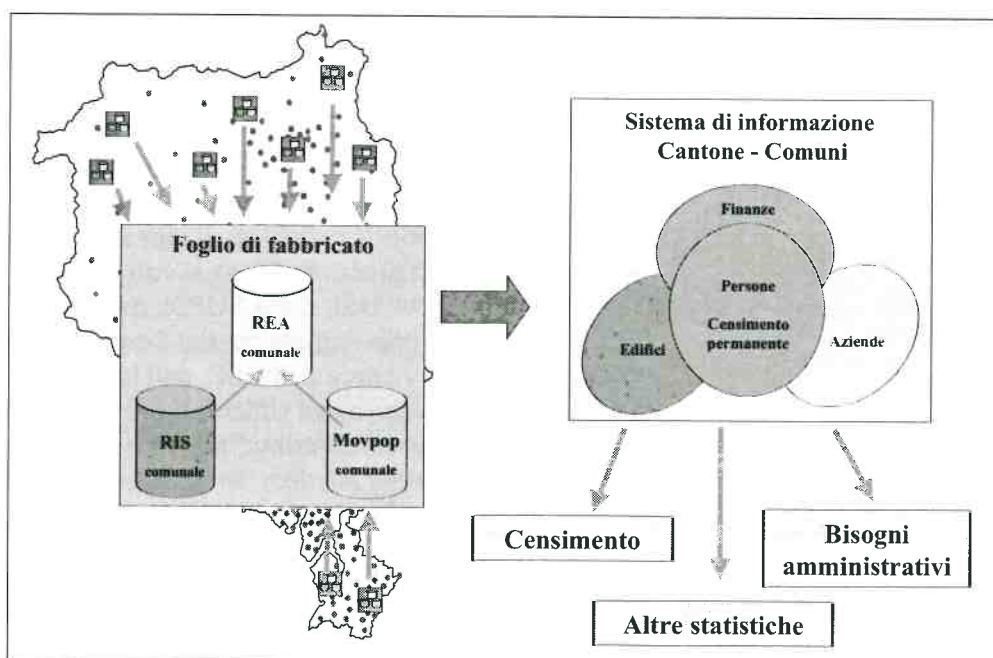 Foglio di fabbricato
REA
comunale
RIS
comunale
Movpop
comunale
Sistema di informazione
Cantone - Comuni
Finanze
Persone
Censimento
permanente
Edifici
Aziende
Censimento
Altre statistiche
Bisogni
amministrativi